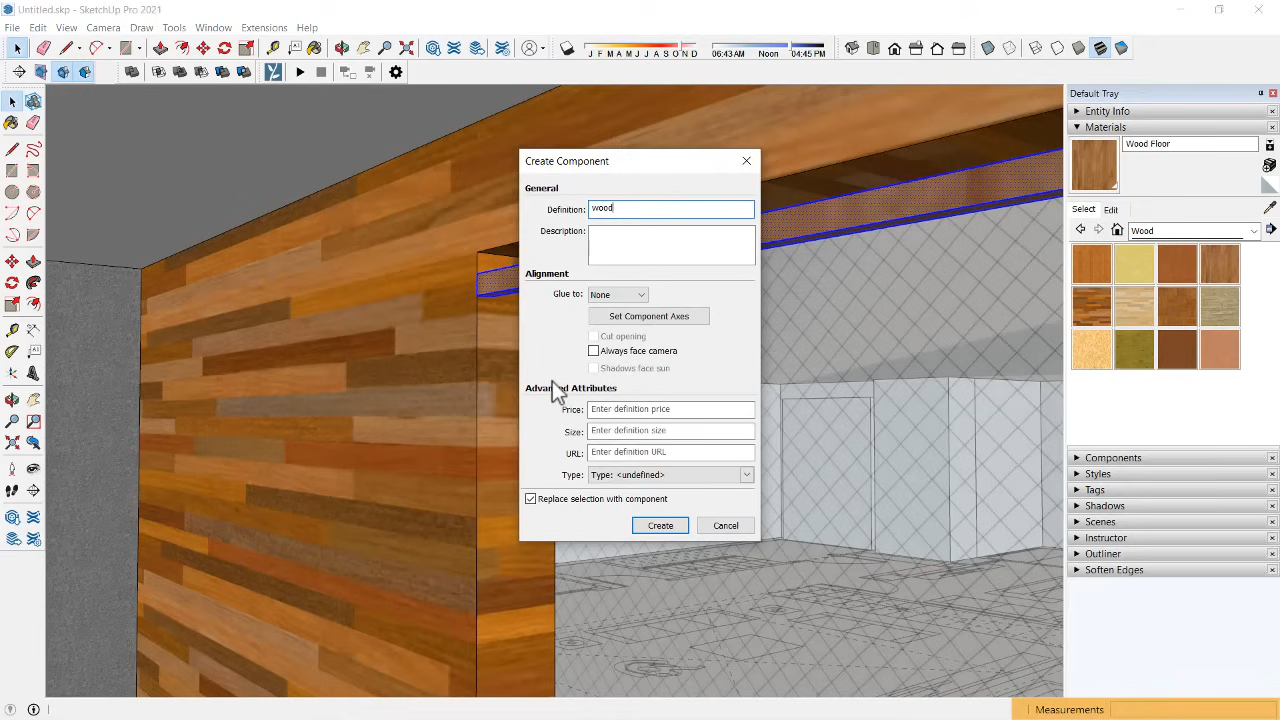 Untitled.skp - SketchUp Pro 2021
File Edit View Camera Draw Tools Window Extensions Help
J F M A M J J A S O N D 06:43 AM Noon 04:45 PM
Default Tray
Entity Info
Materials
Wood Floor
Select Edit
Wood
Components
Styles
Tags
Shadows
Scenes
Instructor
Outliner
Soften Edges
Create Component
General
Definition: wood
Description:
Alignment
Glue to: None
Set Component Axes
Cut opening
Always face camera
Shadows face sun
Advanced Attributes
Price: Enter definition price
Size: Enter definition size
URL: Enter definition URL
Type: Type: <undefined>
Replace selection with component
Create Cancel
Measurements